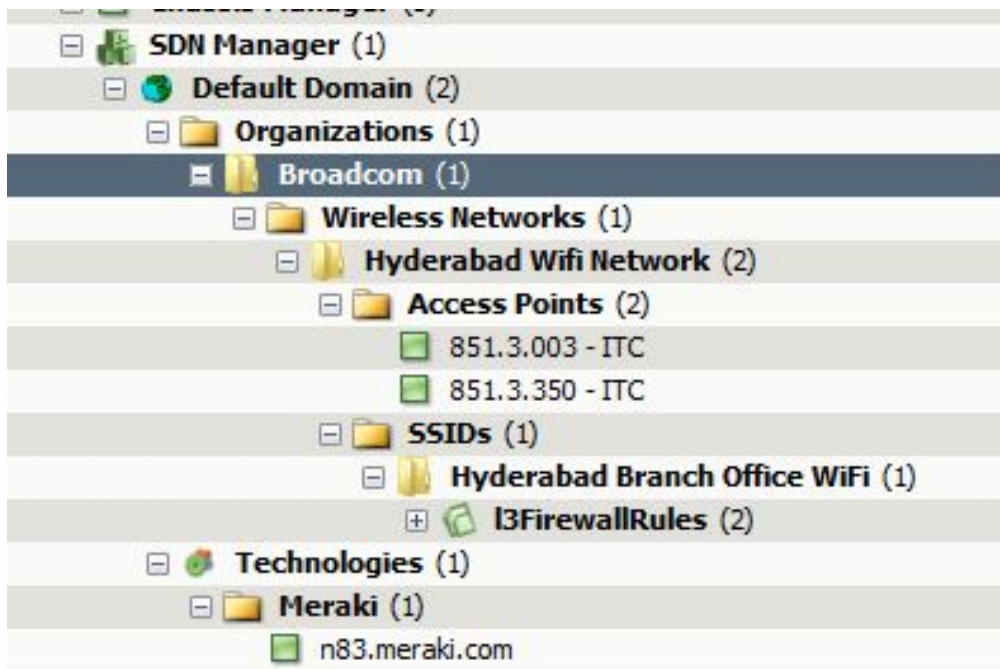 SDN Manager (1)
Default Domain (2)
Organizations (1)
Broadcom (1)
Wireless Networks (1)
Hyderabad Wifi Network (2)
Access Points (2)
851.3.003 - ITC
851.3.350 - ITC
SSIDs (1)
Hyderabad Branch Office WiFi (1)
l3FirewallRules (2)
Technologies (1)
Meraki (1)
n83.meraki.com